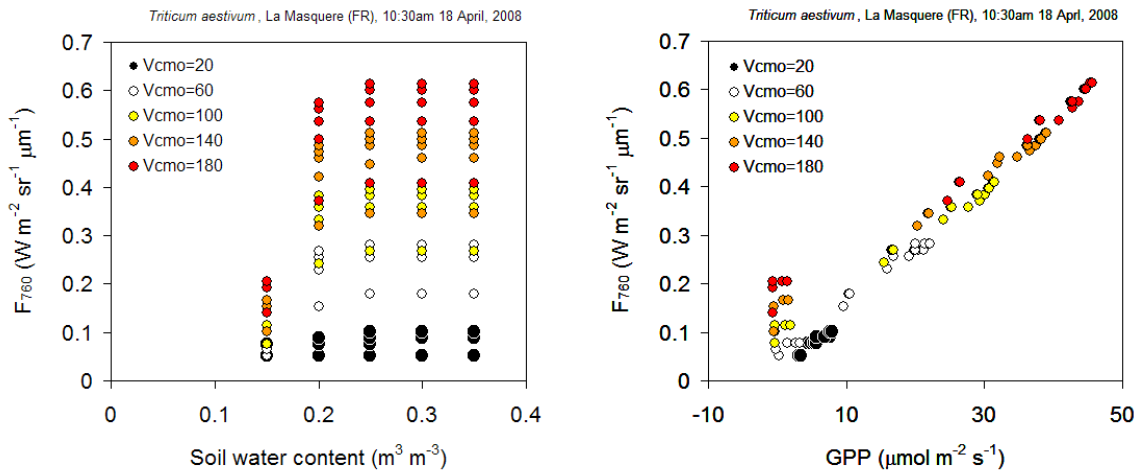 Triticum aestivum, La Masquere (FR), 10:30am 18 April, 2008
0.7
0.6
0.5
0.4
0.3
0.2
0.1
0
F760 (W m-2 sr-1 µm-1)
Vcmo=20
Vcmo=60
Vcmo=100
Vcmo=140
Vcmo=180
0
0.1
0.2
0.3
0.4
Soil water content (m3 m-3)
Triticum aestivum, La Masquere (FR), 10:30am 18 April, 2008
0.7
0.6
0.5
0.4
0.3
0.2
0.1
0
F760 (W m-2 sr-1 µm-1)
Vcmo=20
Vcmo=60
Vcmo=100
Vcmo=140
Vcmo=180
-10
10
30
50
GPP (µmol m-2 s-1)